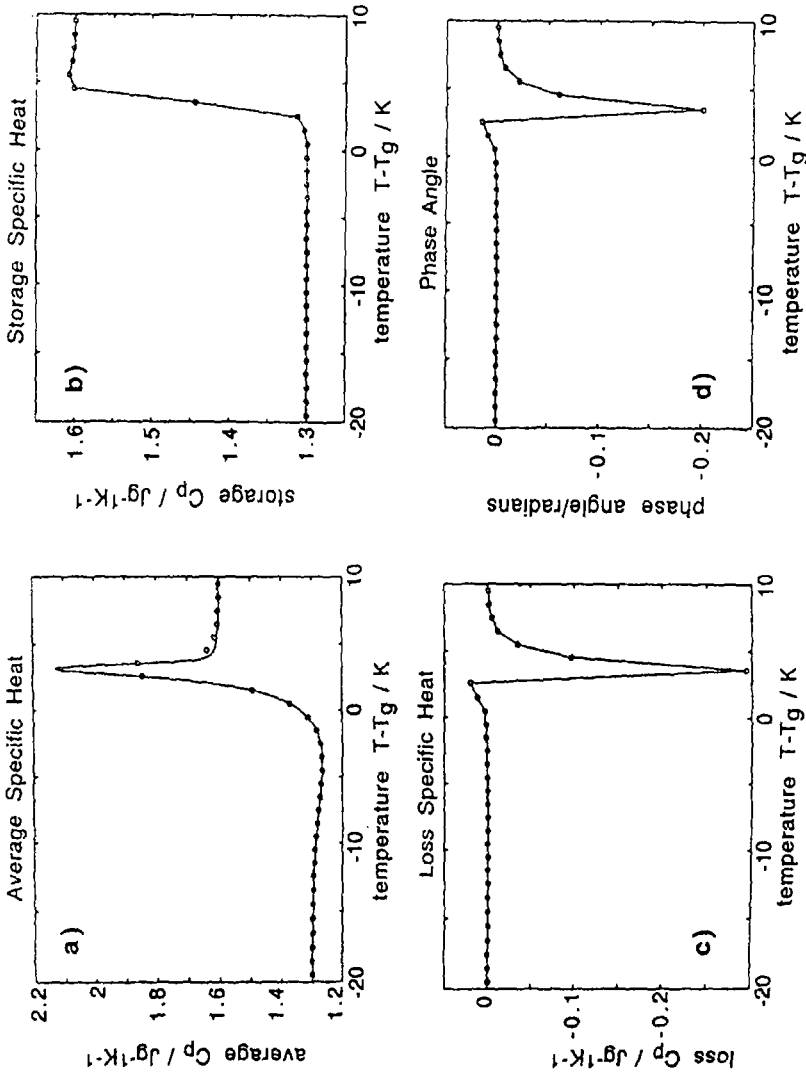 a)
Average Specific Heat
average Cp / Jg-1K-1
2.2
2
1.8
1.6
1.4
1.2
-20
-10
0
10
temperature T-Tg / K
b)
Storage Specific Heat
storage Cp / Jg-1K-1
1.6
1.5
1.4
1.3
-20
-10
0
10
temperature T-Tg / K
c)
Loss Specific Heat
loss Cp / Jg-1K-1
0
-0.1
-0.2
-20
-10
0
10
temperature T-Tg / K
d)
Phase Angle
phase angle/radians
0
-0.1
-0.2
-20
-10
0
10
temperature T-Tg / K